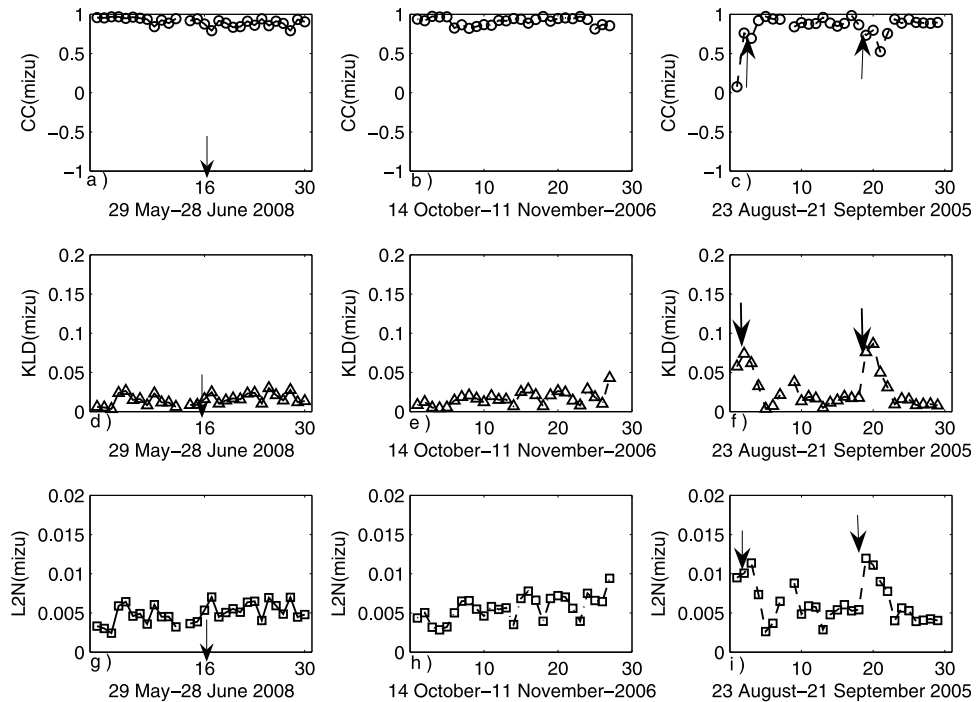 CC(mizu)
1
0.5
0
−0.5
−1
a )
16
30
29 May−28 June 2008
CC(mizu)
1
0.5
0
−0.5
−1
b )
10
20
30
14 October−11 November−2006
CC(mizu)
1
0.5
0
−0.5
−1
c )
10
20
30
23 August−21 September 2005
KLD(mizu)
0.2
0.15
0.1
0.05
0
d )
16
30
29 May−28 June 2008
KLD(mizu)
0.2
0.15
0.1
0.05
0
e )
10
20
30
14 October−11 November−2006
KLD(mizu)
0.2
0.15
0.1
0.05
0
f )
10
20
30
23 August−21 September 2005
L2N(mizu)
0.02
0.015
0.01
0.005
0
g )
16
30
29 May−28 June 2008
L2N(mizu)
0.02
0.015
0.01
0.005
0
h )
10
20
30
14 October−11 November−2006
L2N(mizu)
0.02
0.015
0.01
0.005
0
i )
10
20
30
23 August−21 September 2005